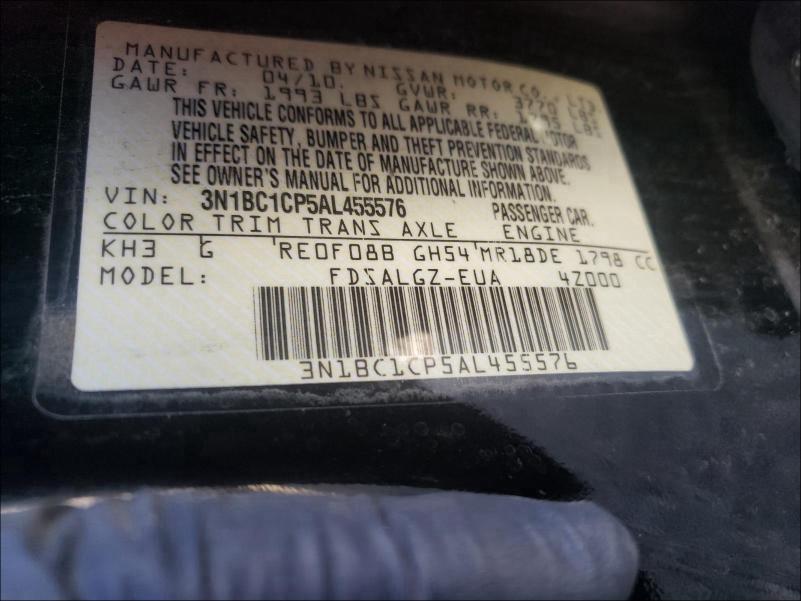 MANUFACTURED BY NISSAN MOTOR CO., LTD
DATE: 04/10. GVWR: 3770 LBS
GAWR FR: 1993 LBS GAWR RR: LBS
THIS VEHICLE CONFORMS TO ALL APPLICABLE FEDERAL MOTOR
VEHICLE SAFETY, BUMPER AND THEFT PREVENTION STANDARDS
IN EFFECT ON THE DATE OF MANUFACTURE SHOWN ABOVE.
SEE OWNER'S MANUAL FOR ADDITIONAL INFORMATION.
VIN: 3N1BC1CP5AL455576 PASSENGER CAR.
COLOR TRIM TRANS AXLE ENGINE
KH3 G RE0F08B GH54 MR18DE 1798 CC
MODEL: FDSALGZ-EUA 4Z000
3N1BC1CP5AL455576